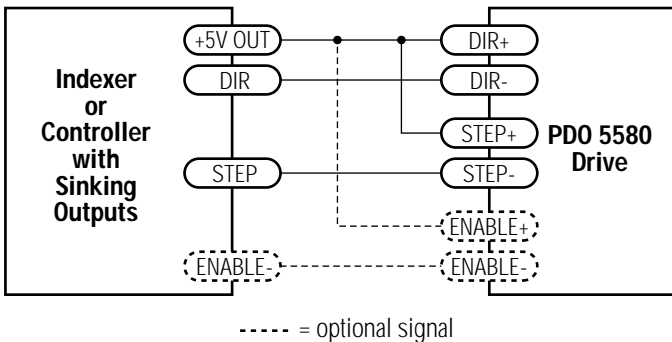 Indexer
or
Controller
with
Sinking
Outputs
+5V OUT
DIR
STEP
ENABLE-
DIR+
DIR-
STEP+
STEP-
ENABLE+
ENABLE-
PDO 5580
Drive
----- = optional signal